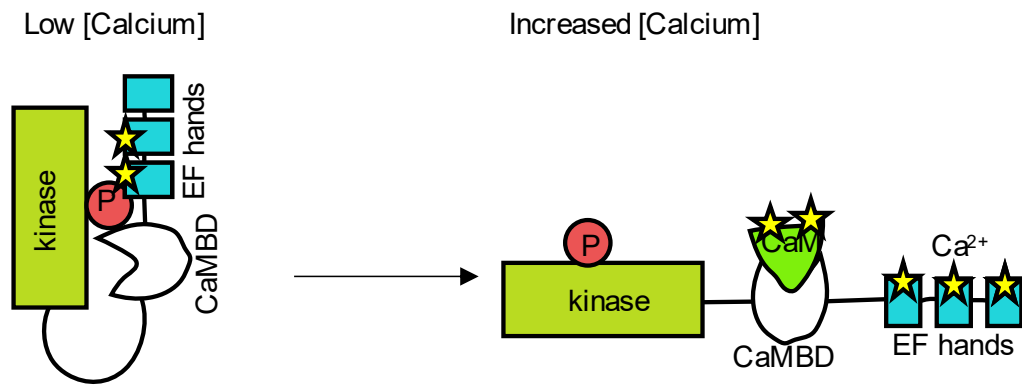 Low [Calcium]
Increased [Calcium]
kinase
P
EF hands
CaMBD
P
kinase
CaM
CaMBD
Ca²⁺
EF hands